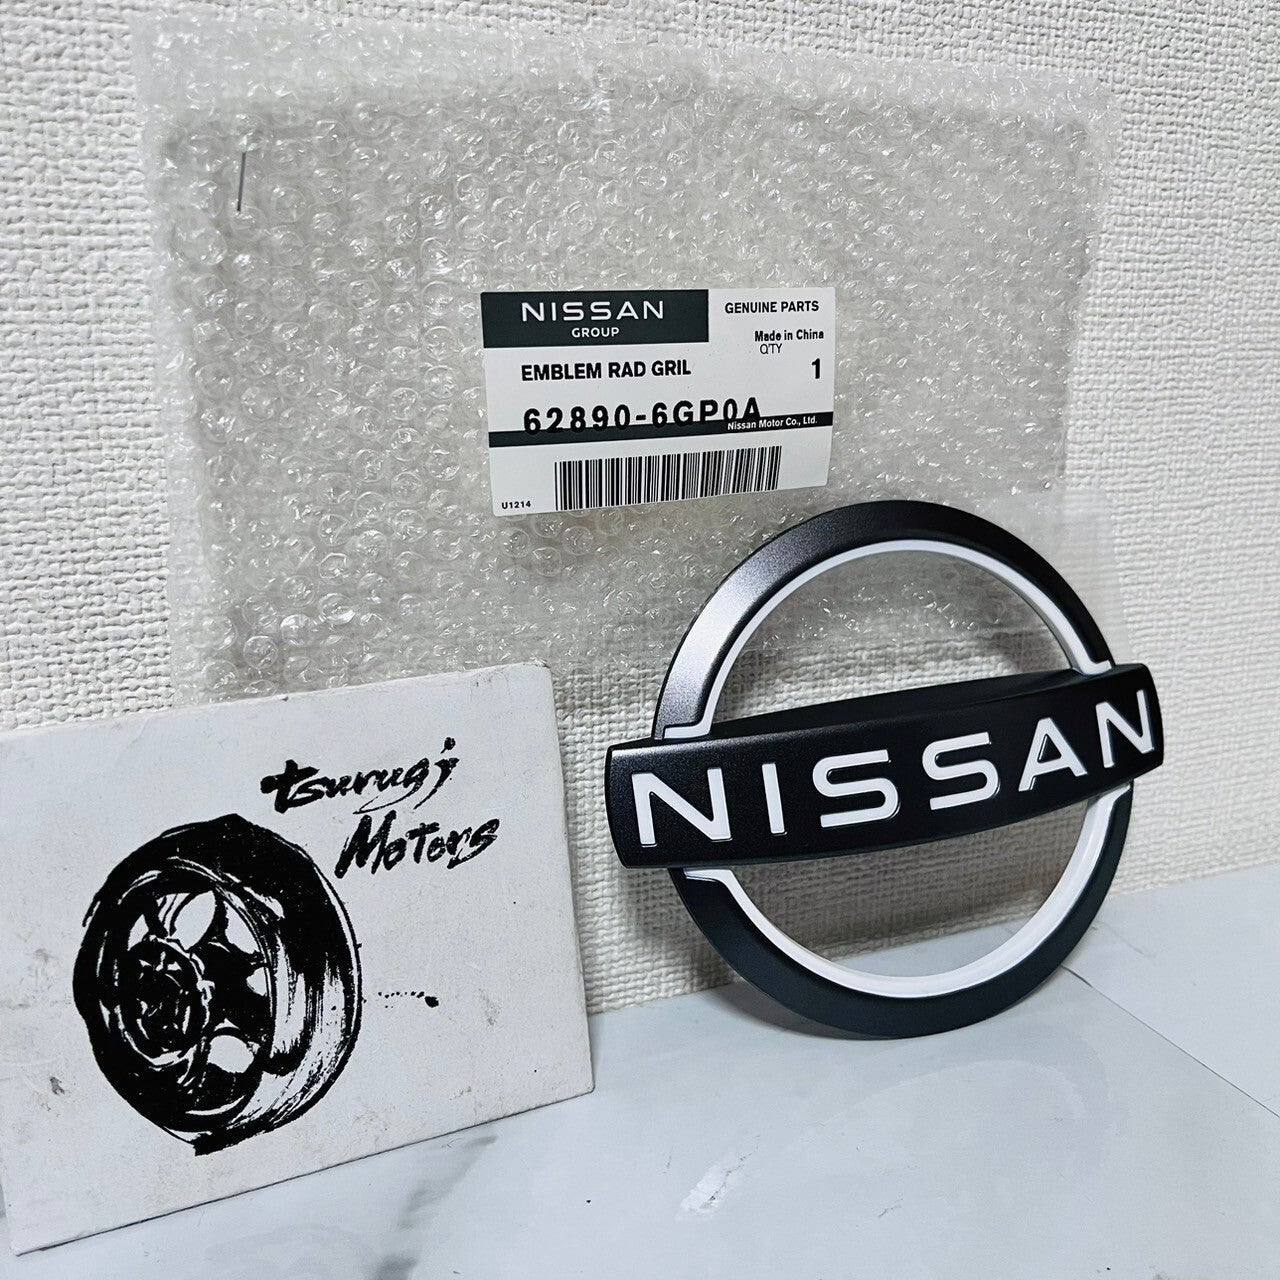 NISSAN
GROUP
GENUINE PARTS
Made in China
EMBLEM RAD GRIL
Q'TY
1
62890-6GP0A
Nissan Motor Co., Ltd.
U1214
NISSAN
tsurugi
Motors